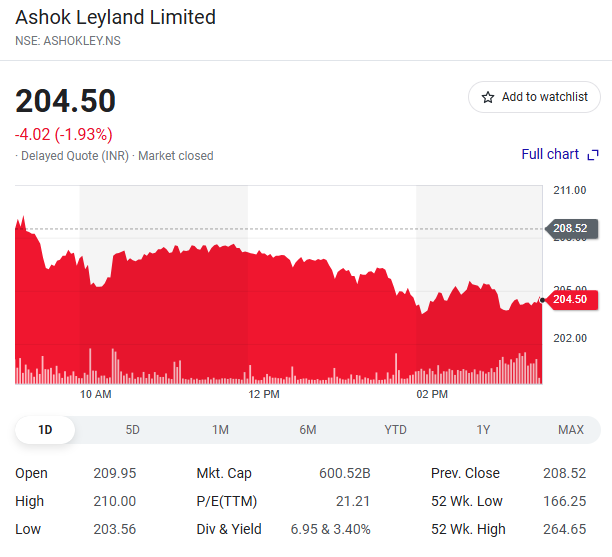 Ashok Leyland Limited
NSE: ASHOKLEY.NS
204.50
Add to watchlist
-4.02 (-1.93%)
· Delayed Quote (INR) · Market closed
Full chart
211.00
208.52
208.00
205.00
204.50
202.00
10 AM 12 PM 02 PM
1D 5D 1M 6M YTD 1Y MAX
Open 209.95 Mkt. Cap 600.52B Prev. Close 208.52
High 210.00 P/E(TTM) 21.21 52 Wk. Low 166.25
Low 203.56 Div & Yield 6.95 & 3.40% 52 Wk. High 264.65